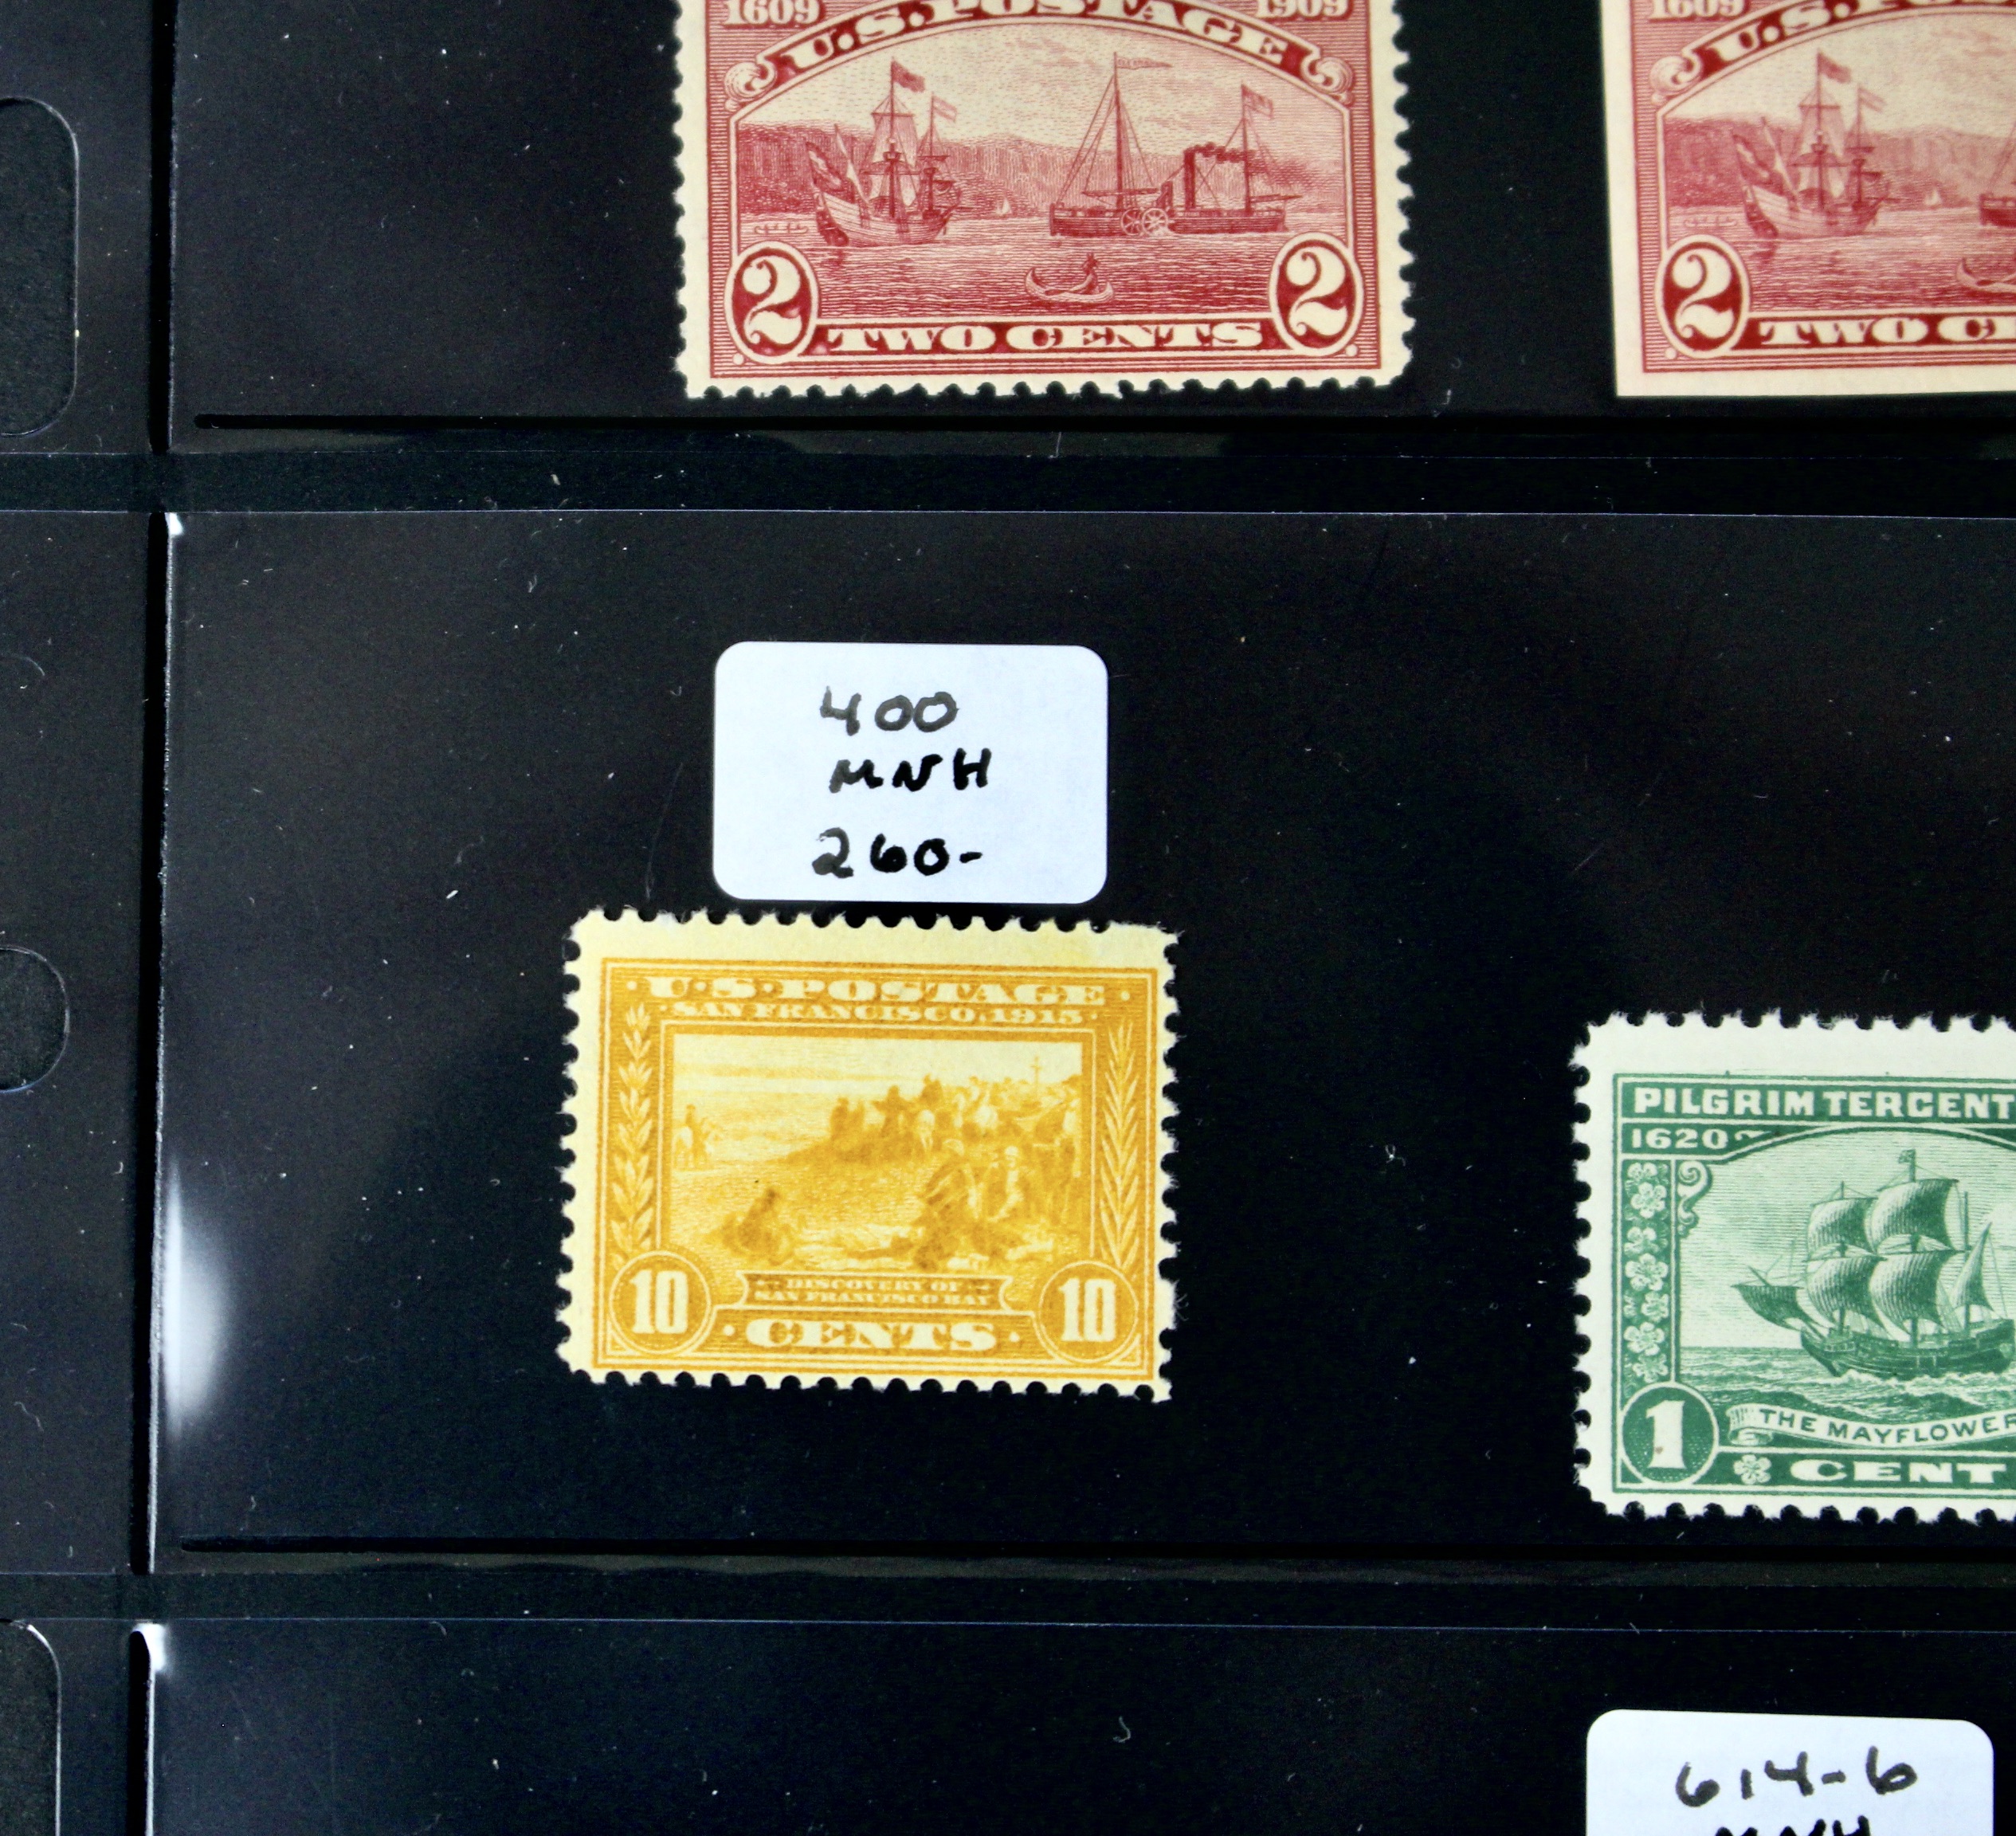 1609 1909
U.S. POSTAGE
2 TWO CENTS 2
1609
2 TWO C
400
MNH
260-
· U · S · POSTAGE ·
· SAN FRANCISCO, 1915 ·
10 DISCOVERY OF 10
SAN FRANCISCO BAY
· CENTS ·
PILGRIM TERCENT
1620
THE MAYFLOWER
1 CENT
614-6
MNH